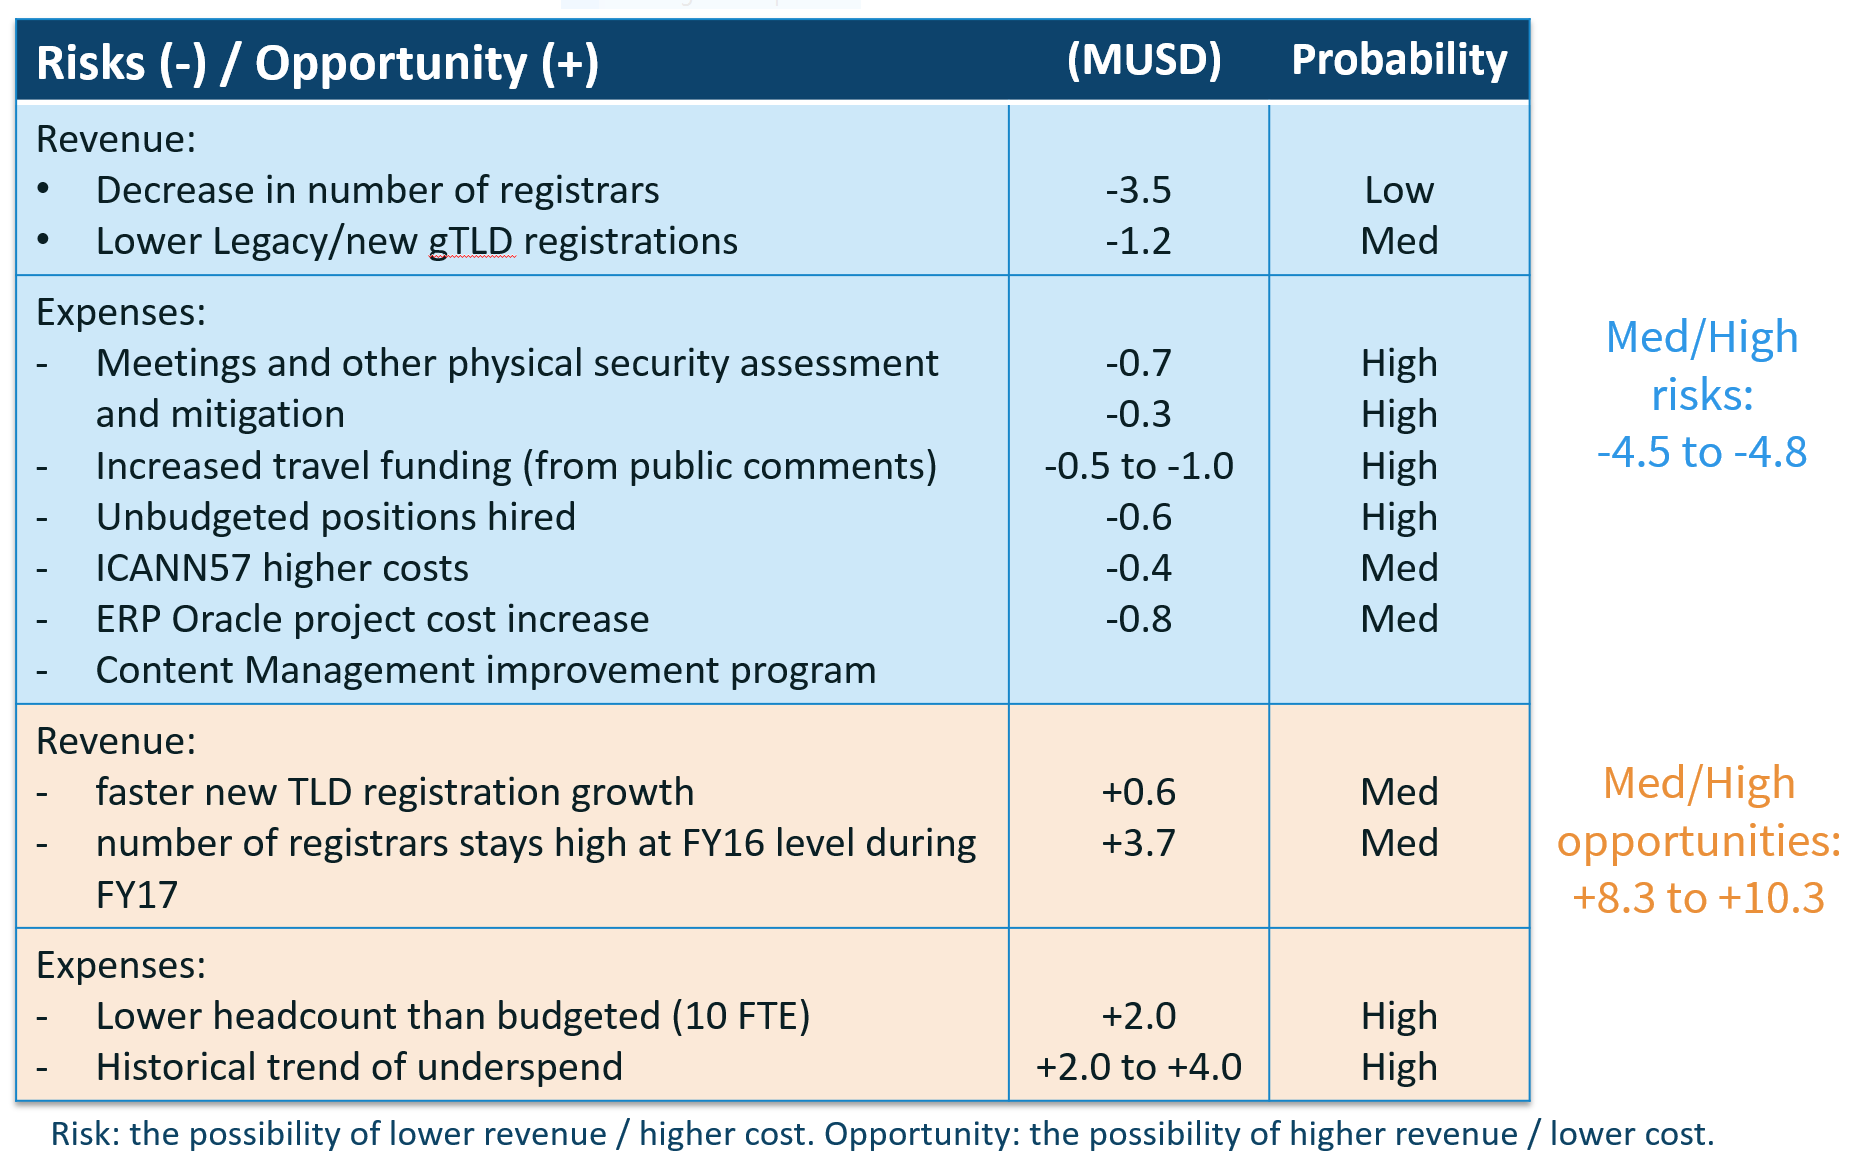 Risks (-) / Opportunity (+) (MUSD) Probability
Revenue:
• Decrease in number of registrars -3.5 Low
• Lower Legacy/new gTLD registrations -1.2 Med
Expenses:
- Meetings and other physical security assessment -0.7 High
and mitigation -0.3 High
- Increased travel funding (from public comments) -0.5 to -1.0 High
- Unbudgeted positions hired -0.6 High
- ICANN57 higher costs -0.4 Med
- ERP Oracle project cost increase -0.8 Med
- Content Management improvement program
Med/High
risks:
-4.5 to -4.8
Revenue:
- faster new TLD registration growth +0.6 Med
- number of registrars stays high at FY16 level during +3.7 Med
FY17
Expenses:
- Lower headcount than budgeted (10 FTE) +2.0 High
- Historical trend of underspend +2.0 to +4.0 High
Med/High
opportunities:
+8.3 to +10.3
Risk: the possibility of lower revenue / higher cost. Opportunity: the possibility of higher revenue / lower cost.